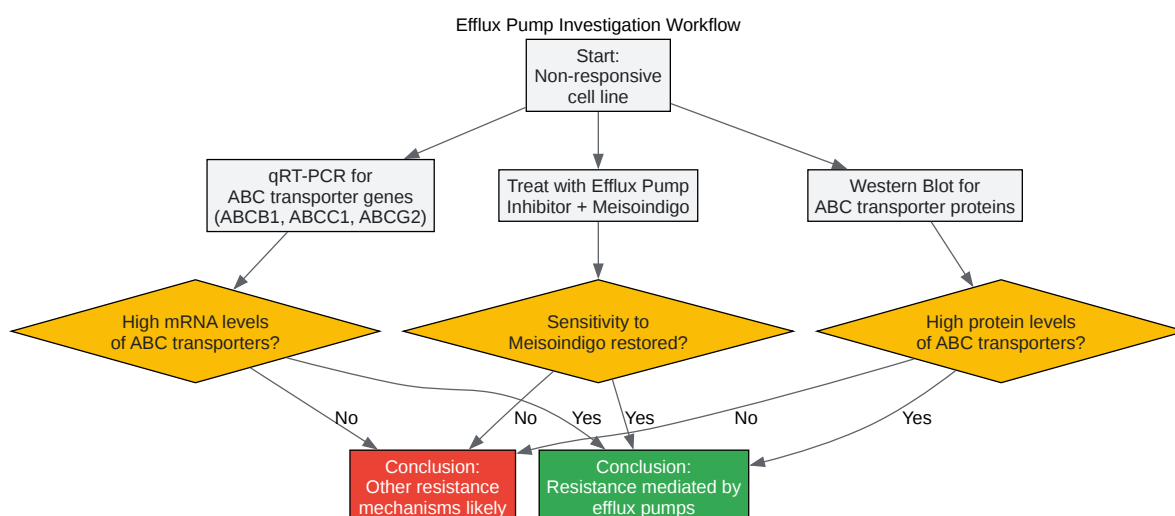 Efflux Pump Investigation Workflow
Start:
Non-responsive
cell line
qRT-PCR for
ABC transporter genes
(ABCB1, ABCC1, ABCG2)
Treat with Efflux Pump
Inhibitor + Meisoindigo
Western Blot for
ABC transporter proteins
High mRNA levels
of ABC transporters?
Sensitivity to
Meisoindigo restored?
High protein levels
of ABC transporters?
No
Yes
No
Yes
No
Yes
Conclusion:
Other resistance
mechanisms likely
Conclusion:
Resistance mediated by
efflux pumps